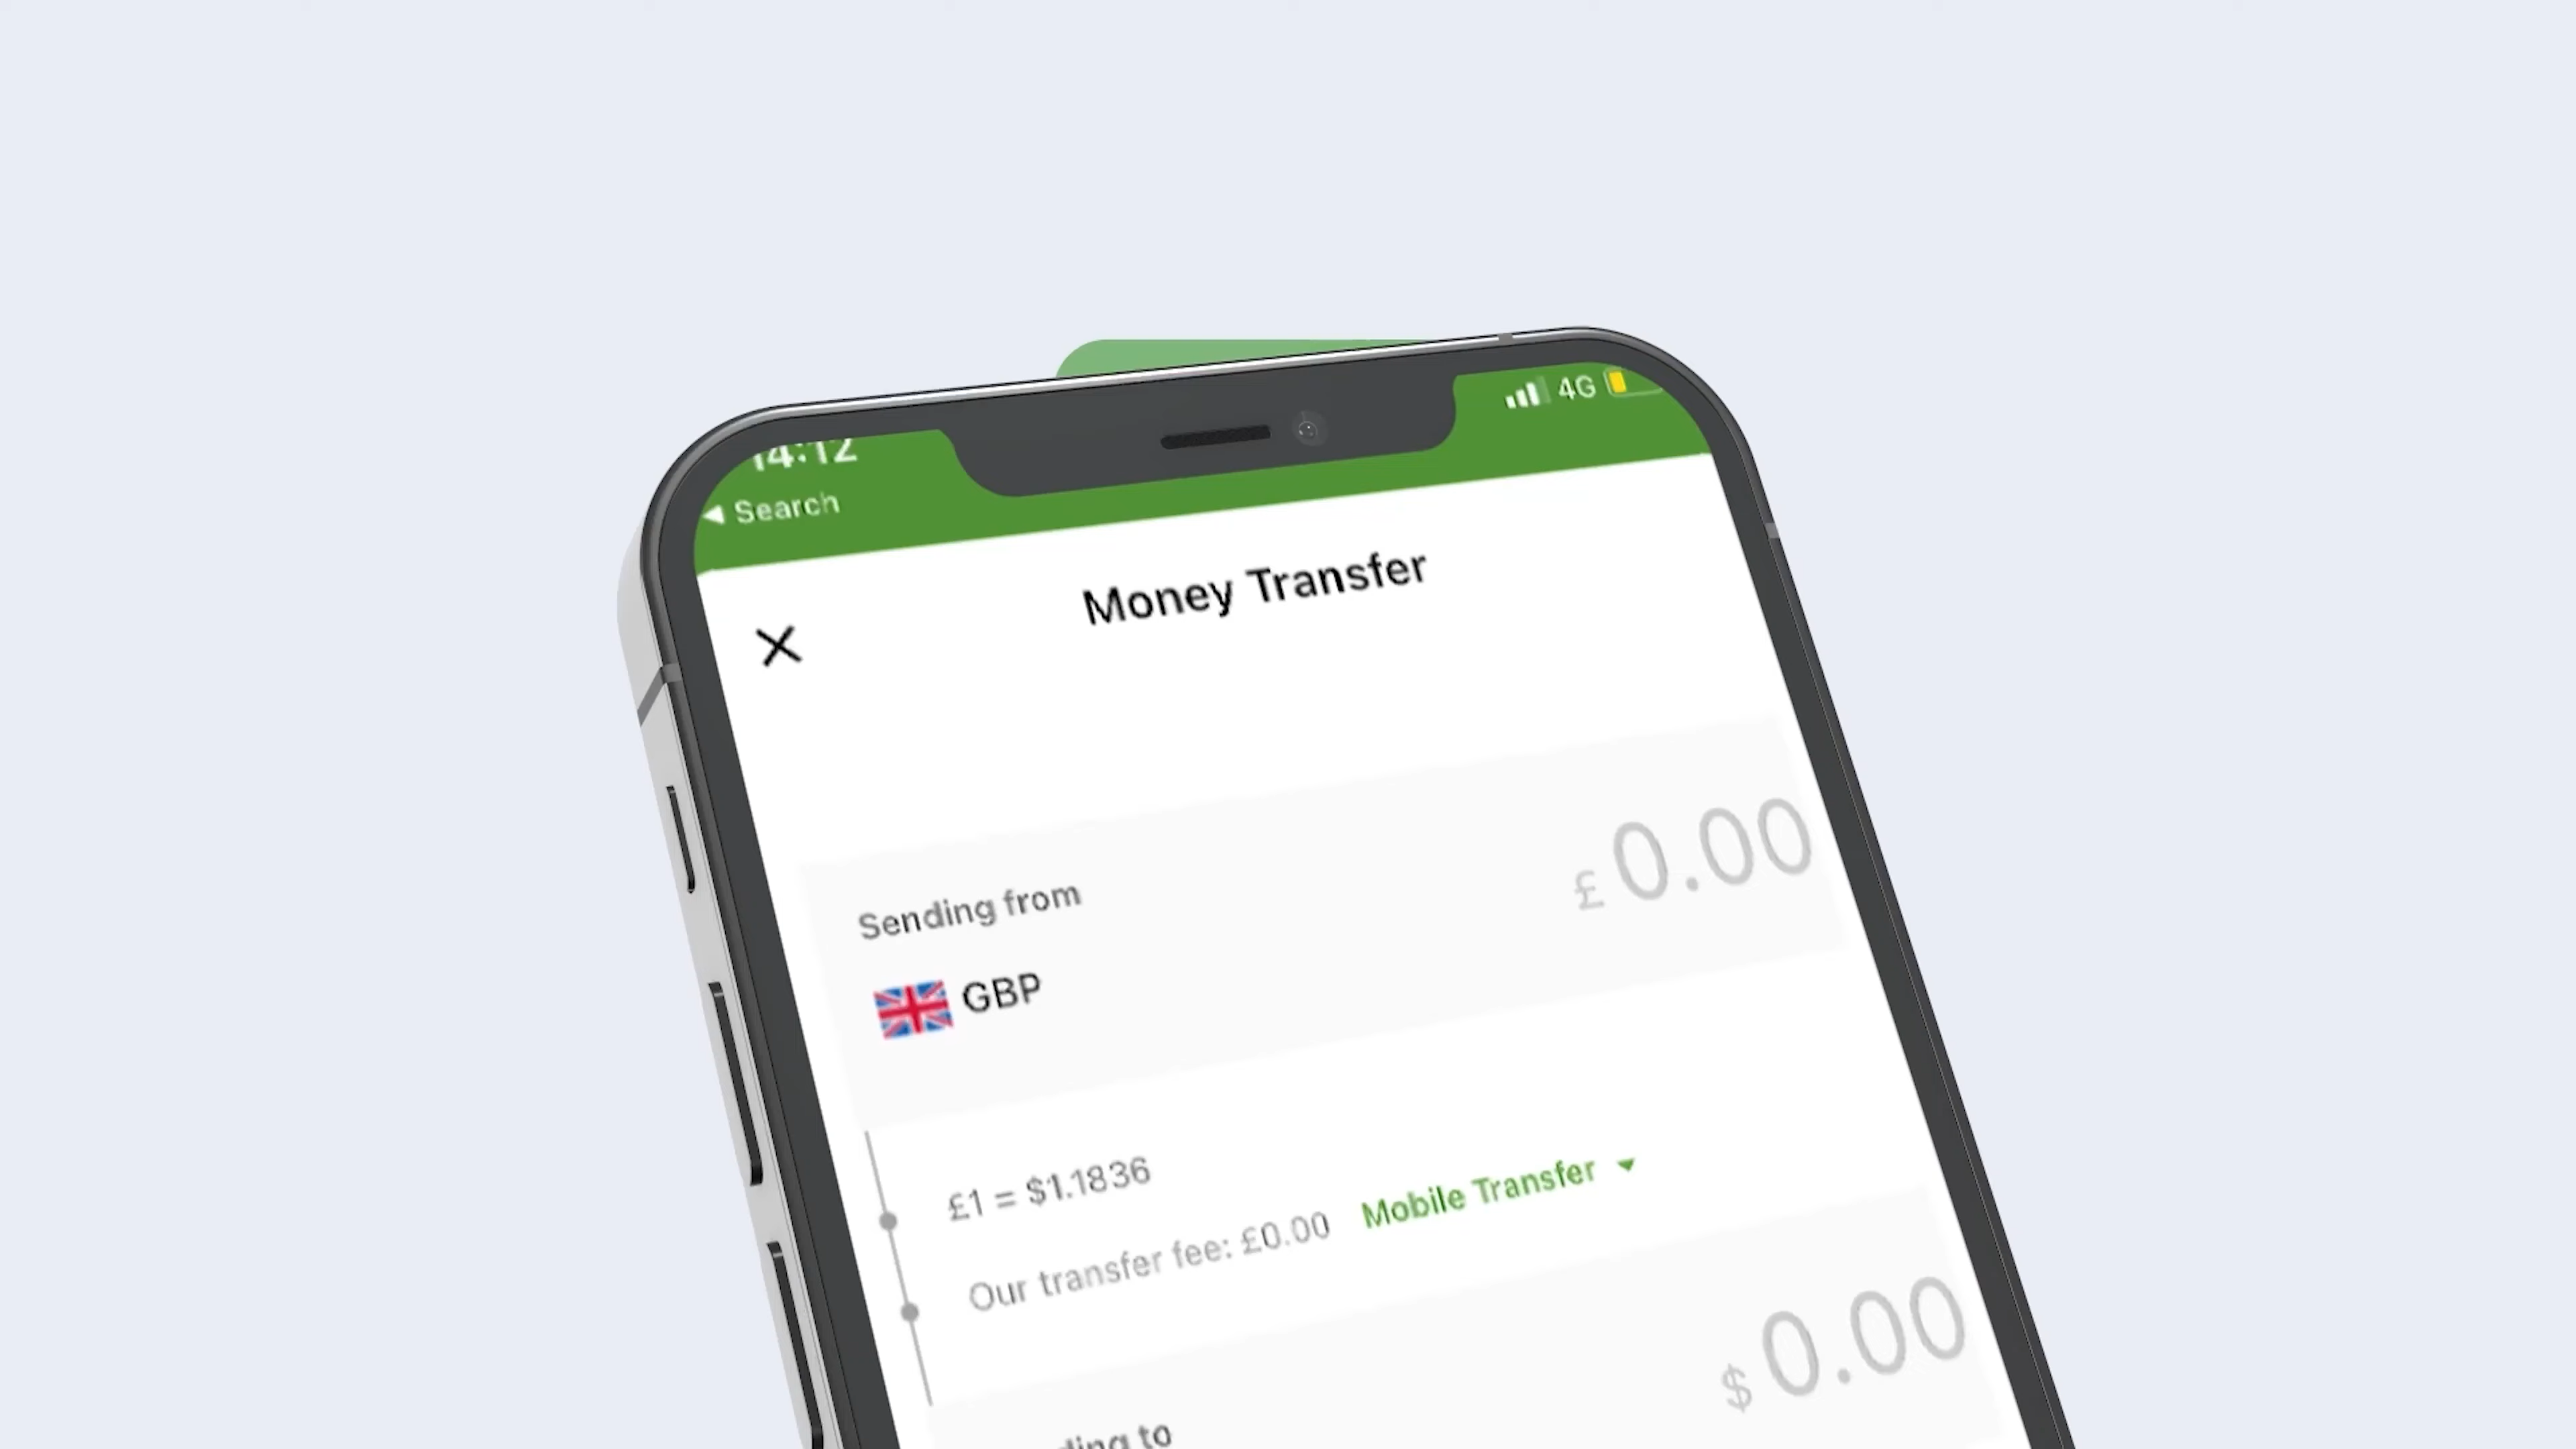 14:12
4G
Search
Money Transfer
£0.00
Sending from
GBP
£1 = $1.1836
Our transfer fee: £0.00 Mobile Transfer
$0.00
to